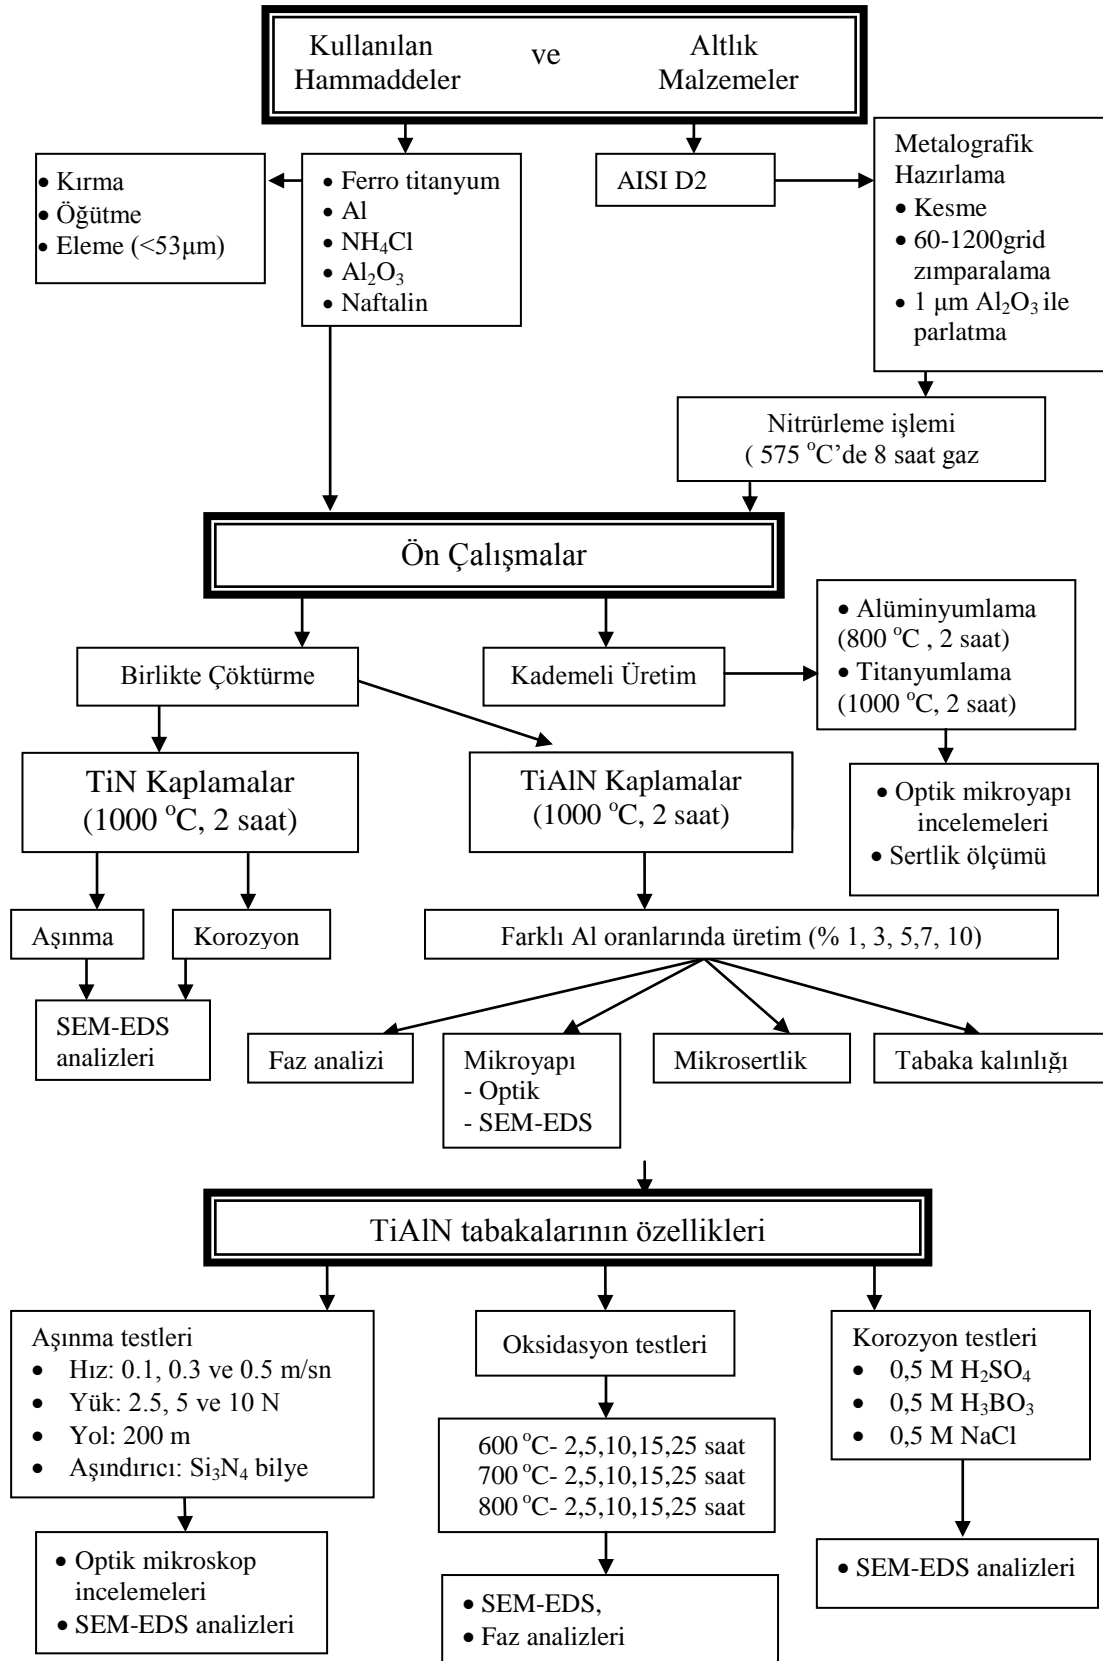 Kullanılan ve Altlık
Hammaddeler Malzemeler
• Kırma
• Öğütme
• Eleme (<53µm)
• Ferro titanyum
• Al
• NH₄Cl
• Al₂O₃
• Naftalin
AISI D2
Metalografik
Hazırlama
• Kesme
• 60-1200grid
zımparalama
• 1 µm Al₂O₃ ile
parlatma
Nitrürleme işlemi
( 575 °C’de 8 saat gaz
Ön Çalışmalar
Birlikte Çöktürme
Kademeli Üretim
• Alüminyumlama
(800 °C , 2 saat)
• Titanyumlama
(1000 °C, 2 saat)
TiN Kaplamalar
(1000 °C, 2 saat)
TiAlN Kaplamalar
(1000 °C, 2 saat)
• Optik mikroyapı
incelemeleri
• Sertlik ölçümü
Aşınma
Korozyon
Farklı Al oranlarında üretim (% 1, 3, 5,7, 10)
SEM-EDS
analizleri
Faz analizi
Mikroyapı
- Optik
- SEM-EDS
Mikrosertlik
Tabaka kalınlığı
TiAlN tabakalarının özellikleri
Aşınma testleri
• Hız: 0.1, 0.3 ve 0.5 m/sn
• Yük: 2.5, 5 ve 10 N
• Yol: 200 m
• Aşındırıcı: Si₃N₄ bilye
Oksidasyon testleri
Korozyon testleri
• 0,5 M H₂SO₄
• 0,5 M H₃BO₃
• 0,5 M NaCl
600 °C- 2,5,10,15,25 saat
700 °C- 2,5,10,15,25 saat
800 °C- 2,5,10,15,25 saat
• Optik mikroskop
incelemeleri
• SEM-EDS analizleri
• SEM-EDS,
• Faz analizleri
• SEM-EDS analizleri